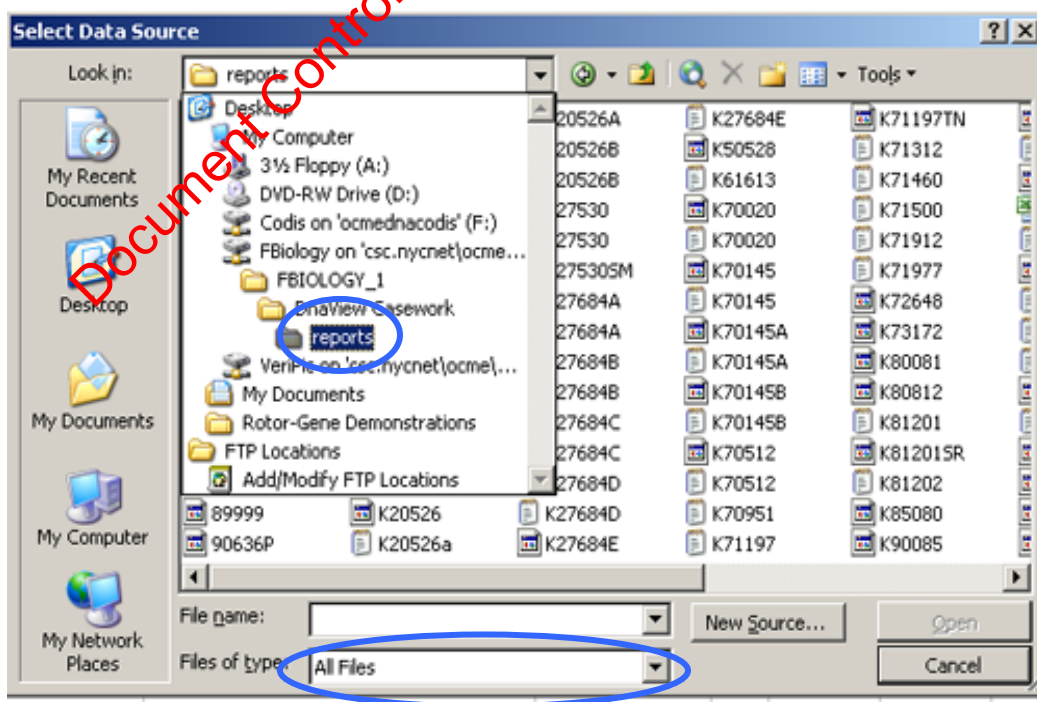 Select Data Source
Look in:
reports
Tools
My Recent
Documents
Desktop
My Documents
My Computer
My Network
Places
Desktop
My Computer
3½ Floppy (A:)
DVD-RW Drive (D:)
Codis on 'ocmednacodis' (F:)
FBiology on 'csc.nycnet\ocme...
FBIOLOGY_1
DnaView Casework
reports
VeriPic on 'csc.nycnet\ocme\...
My Documents
Rotor-Gene Demonstrations
FTP Locations
Add/Modify FTP Locations
89999
90636P
K20526
K20526a
20526A
20526B
20526B
27530
27530
27530SM
27684A
27684A
27684B
27684B
27684C
27684C
27684D
K27684D
K27684E
K27684E
K50528
K61613
K70020
K70020
K70145
K70145
K70145A
K70145A
K70145B
K70145B
K70512
K70512
K70951
K71197
K71197TN
K71312
K71460
K71500
K71912
K71977
K72648
K73172
K80081
K80812
K81201
K81201SR
K81202
K85080
K90085
File name:
New Source...
Open
Files of type:
All Files
Cancel
Document Contro